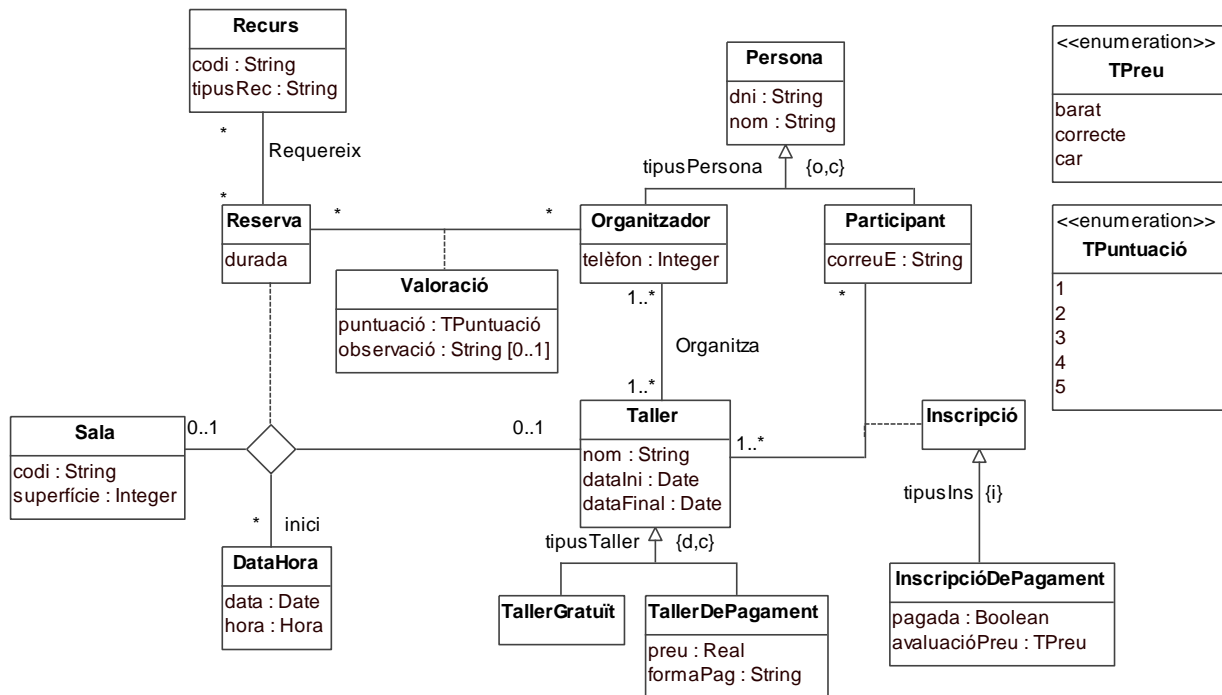 Recurs
codi : String
tipusRec : String
*
Requereix
*
Persona
dni : String
nom : String
tipusPersona
{o,c}
<<enumeration>>
TPreu
barat
correcte
car
Reserva
durada
*
*
Organitzador
telèfon : Integer
Participant
correuE : String
<<enumeration>>
TPuntuació
1
2
3
4
5
Valoració
puntuació : TPuntuació
observació : String [0..1]
1..*
Organitza
1..*
*
Sala
codi : String
superfície : Integer
0..1
0..1
Taller
nom : String
dataIni : Date
dataFinal : Date
1..*
Inscripció
tipusIns
{i}
* inici
DataHora
data : Date
hora : Hora
tipusTaller
{d,c}
TallerGratuït
TallerDePagament
preu : Real
formaPag : String
InscripcióDePagament
pagada : Boolean
avaluacióPreu : TPreu